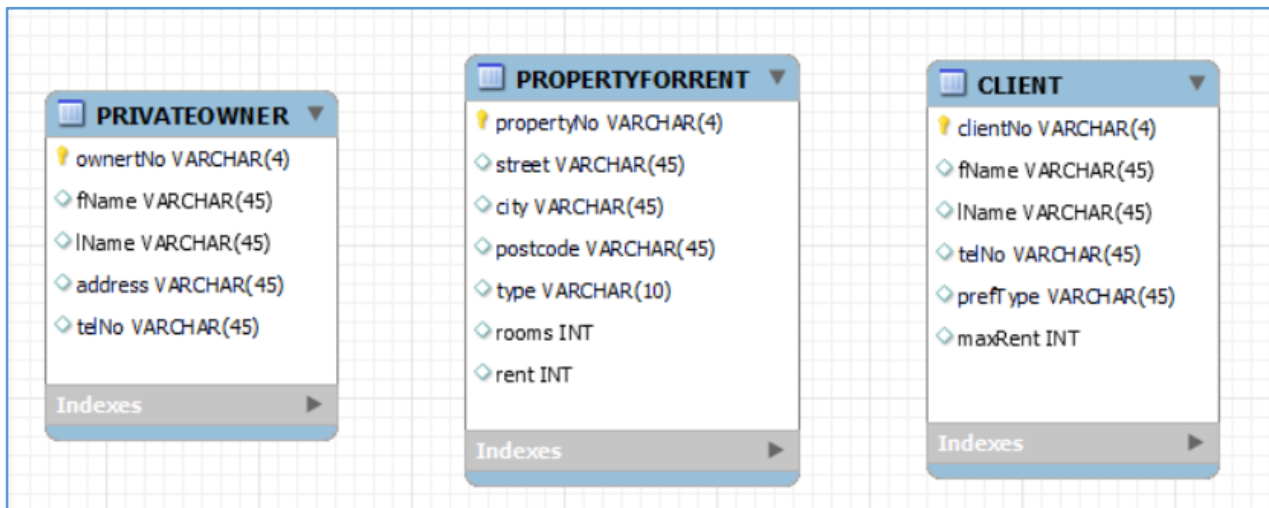 PRIVATEOWNER
ownertNo VARCHAR(4)
fName VARCHAR(45)
lName VARCHAR(45)
address VARCHAR(45)
telNo VARCHAR(45)
Indexes
PROPERTYFORRENT
propertyNo VARCHAR(4)
street VARCHAR(45)
city VARCHAR(45)
postcode VARCHAR(45)
type VARCHAR(10)
rooms INT
rent INT
Indexes
CLIENT
clientNo VARCHAR(4)
fName VARCHAR(45)
lName VARCHAR(45)
telNo VARCHAR(45)
prefType VARCHAR(45)
maxRent INT
Indexes